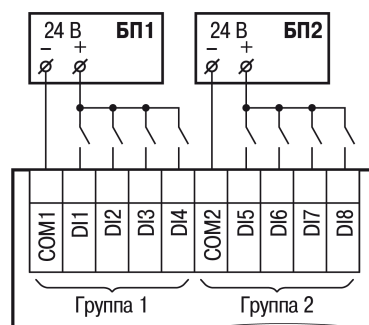 24 В БП1 24 В БП2
– + – +
COM1 DI1 DI2 DI3 DI4 COM2 DI5 DI6 DI7 DI8
Группа 1 Группа 2